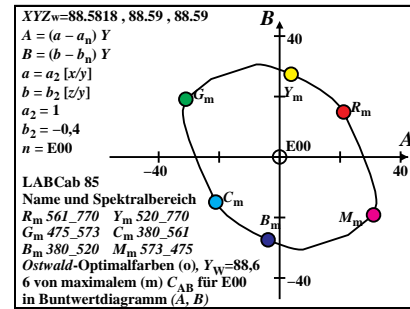 XYZw=88.5818 , 88.59 , 88.59
A = (a – an) Y
B = (b – bn) Y
a = a2 [x/y]
b = b2 [z/y]
a2 = 1
b2 = –0,4
n = E00
B
40
Gm
Ym
Rm
E00
A
–40
40
LABCab 85
Name und Spektralbereich
Rm 561_770 Ym 520_770
Gm 475_573 Cm 380_561
Bm 380_520 Mm 573_475
Cm
Bm
Mm
–40
Ostwald-Optimalfarben (o), YW=88,6
6 von maximalem (m) CAB für E00
in Buntwertdiagramm (A, B)